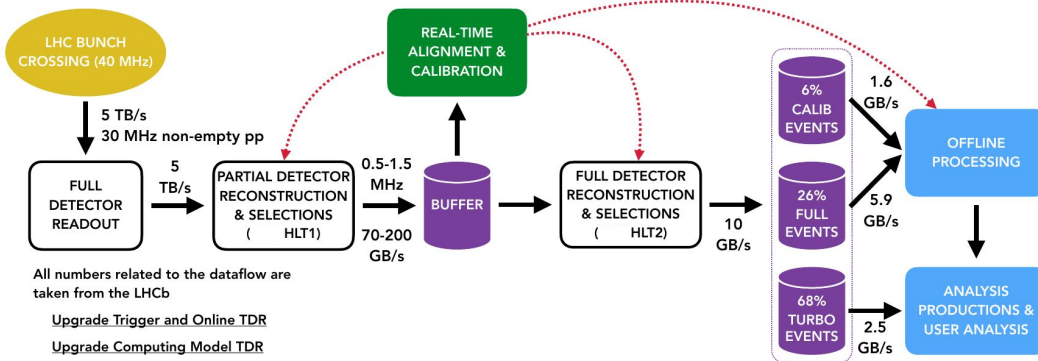 LHC BUNCH
CROSSING (40 MHz)
5 TB/s
30 MHz non-empty pp
FULL
DETECTOR
READOUT
5
TB/s
PARTIAL DETECTOR
RECONSTRUCTION
& SELECTIONS
( HLT1)
0.5-1.5
MHz
70-200
GB/s
REAL-TIME
ALIGNMENT &
CALIBRATION
BUFFER
FULL DETECTOR
RECONSTRUCTION
& SELECTIONS
( HLT2)
10
GB/s
6%
CALIB
EVENTS
26%
FULL
EVENTS
68%
TURBO
EVENTS
1.6
GB/s
5.9
GB/s
2.5
GB/s
OFFLINE
PROCESSING
ANALYSIS
PRODUCTIONS &
USER ANALYSIS
All numbers related to the dataflow are
taken from the LHCb
Upgrade Trigger and Online TDR
Upgrade Computing Model TDR